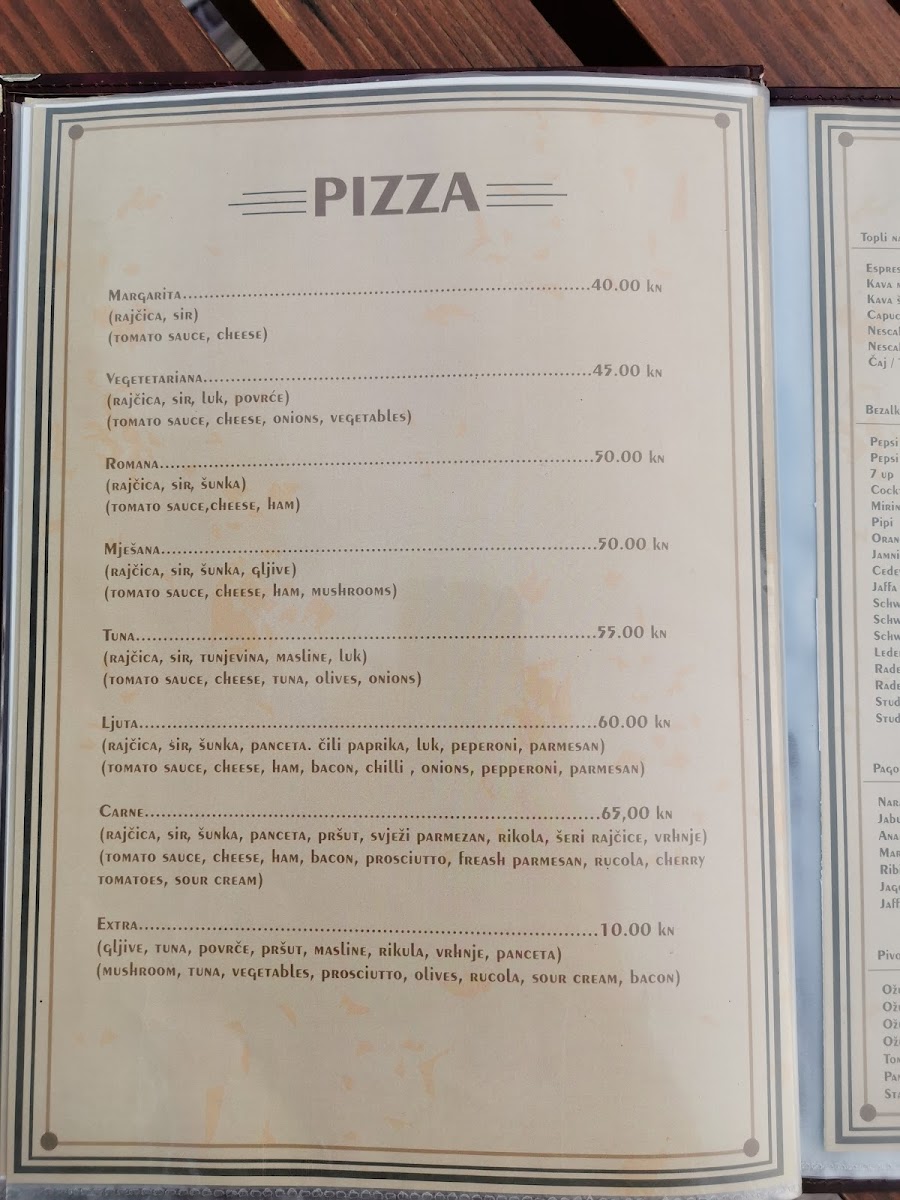 PIZZA
Margarita........................................................40.00 kn
(rajčica, sir)
(tomato sauce, cheese)
Vegetetariana........................................................45.00 kn
(rajčica, sir, luk, povrće)
(tomato sauce, cheese, onions, vegetables)
Romana........................................................50.00 kn
(rajčica, sir, šunka)
(tomato sauce,cheese, ham)
Mješana........................................................50.00 kn
(rajčica, sir, šunka, gljive)
(tomato sauce, cheese, ham, mushrooms)
Tuna........................................................55.00 kn
(rajčica, sir, tunjevina, masline, luk)
(tomato sauce, cheese, tuna, olives, onions)
Ljuta........................................................60.00 kn
(rajčica, sir, šunka, panceta. čili paprika, luk, peperoni, parmesan)
(tomato sauce, cheese, ham, bacon, chilli , onions, pepperoni, parmesan)
Carne........................................................65,00 kn
(rajčica, sir, šunka, panceta, pršut, svježi parmezan, rikola, šeri rajčice, vrhnje)
(tomato sauce, cheese, ham, bacon, prosciutto, freash parmesan, rucola, cherry
tomatoes, sour cream)
Extra........................................................10.00 kn
(gljive, tuna, povrče, pršut, masline, rikula, vrhnje, panceta)
(mushroom, tuna, vegetables, prosciutto, olives, rucola, sour cream, bacon)
Topli
Kava
Kava
Čaj /
Pepsi
Pepsi
7 up
Pipi
Jaffa